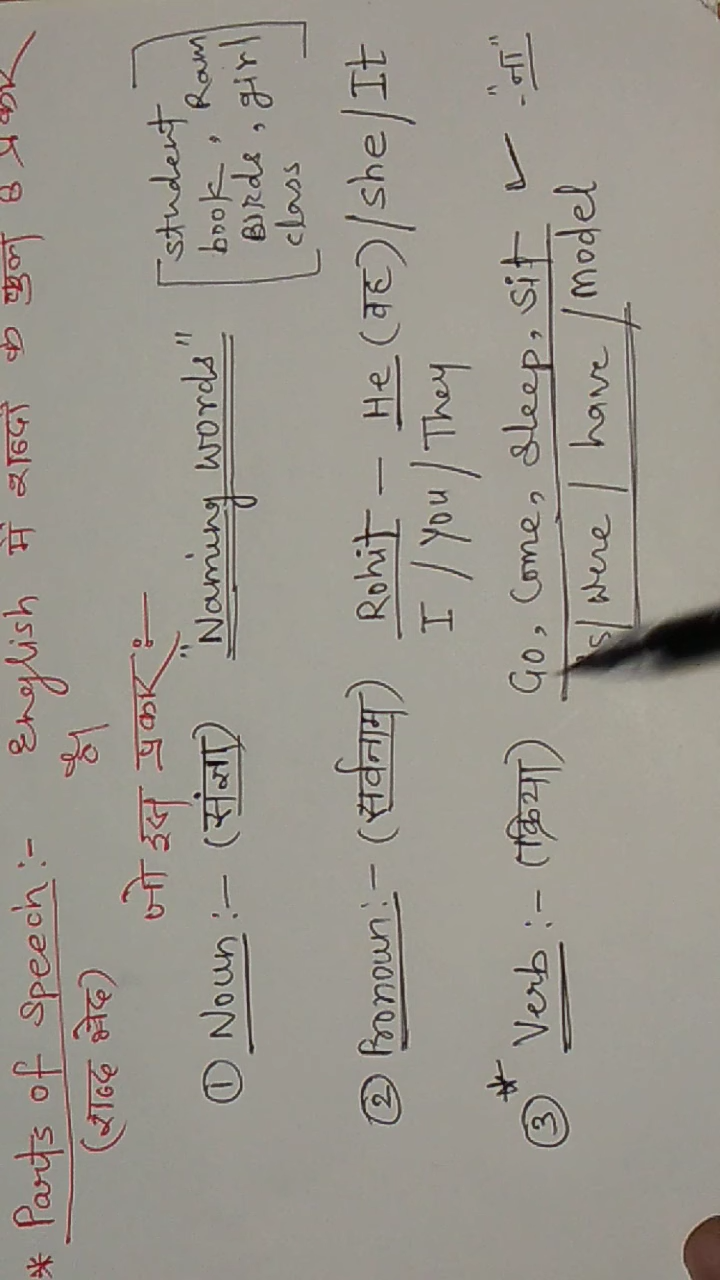 * Parts of speech:- English में शब्दों के कुल 8 प्रकार
(शब्द भेद) है।
जो इस प्रकार:-
① Noun:- (संज्ञा) "Naming words" [student
book, Ram
Birds, girl
class]
② Pronoun:- (सर्वनाम) Rohit - He (वह)/she/It
I/You/They
* ③ Verb:- (क्रिया) Go, Come, Sleep, Sit ✓ -"ना"
is/were/have/model